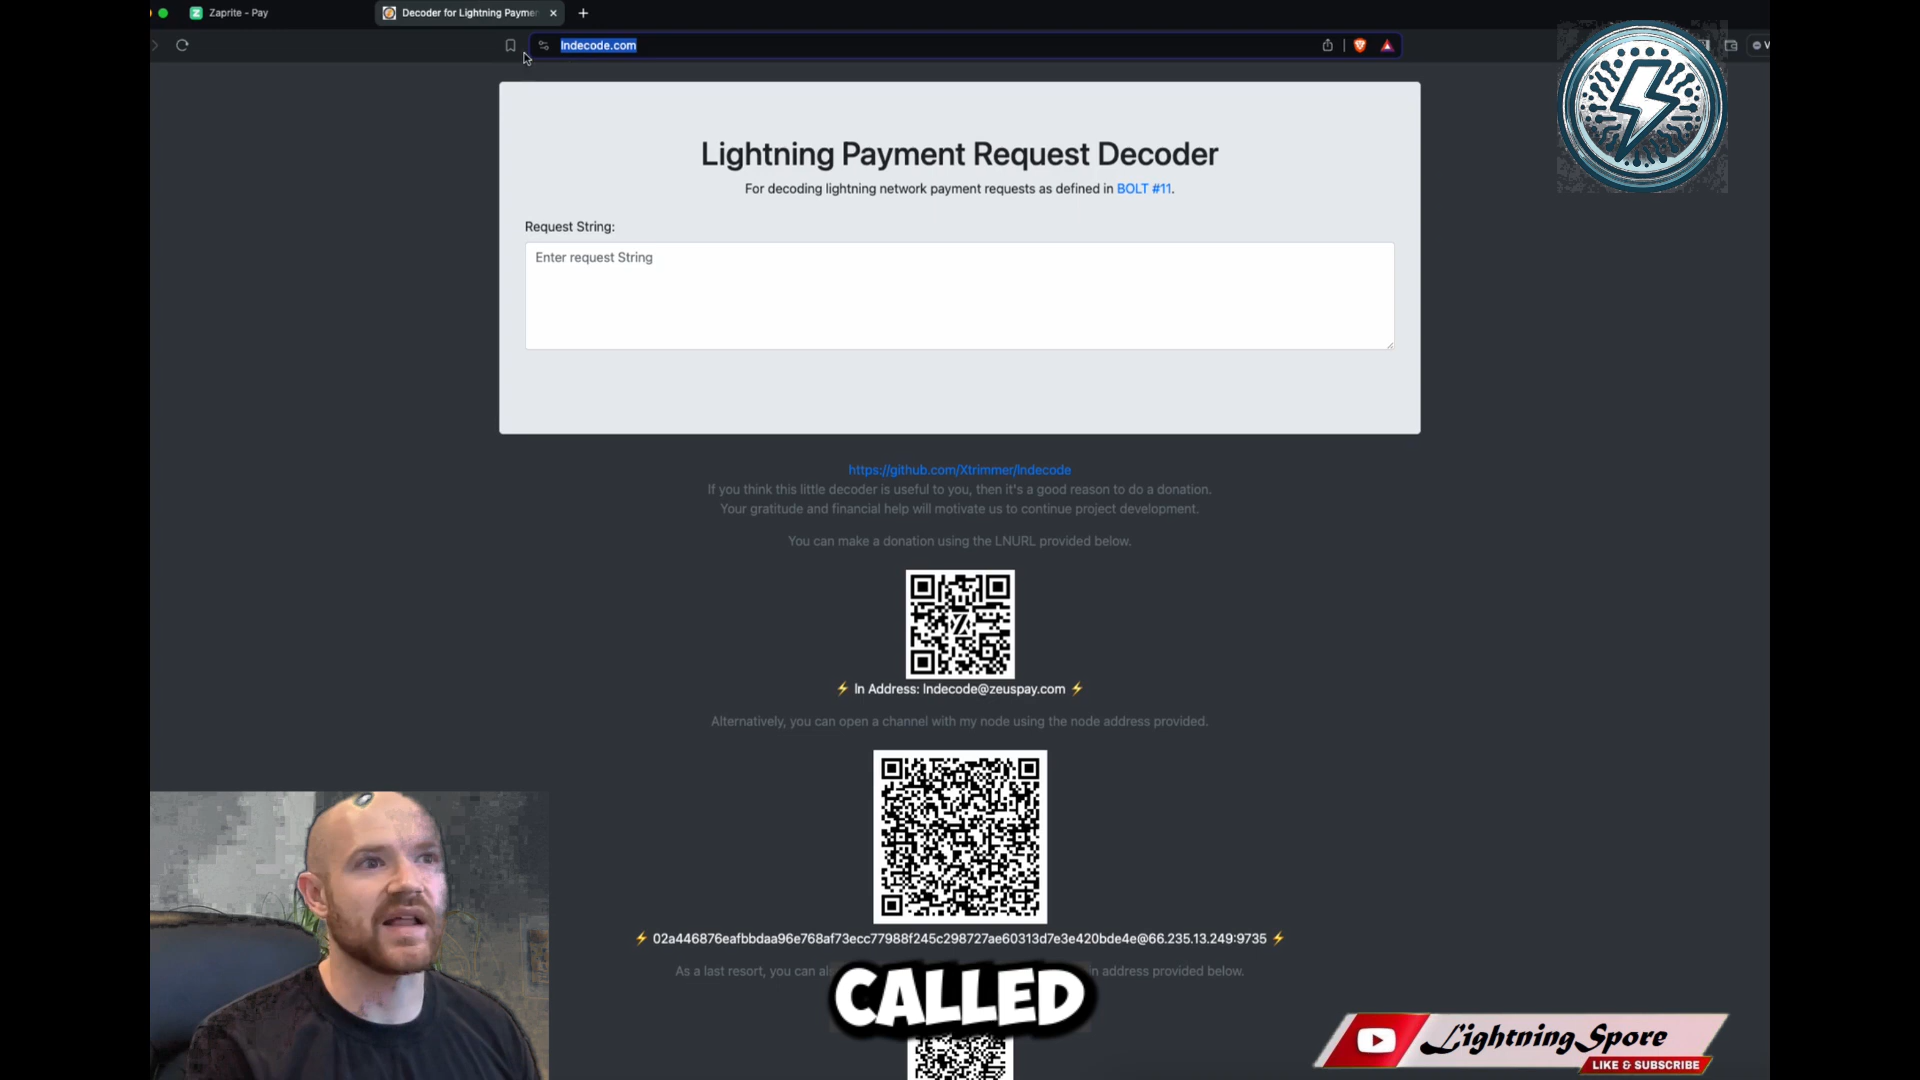 Zaprite - Pay
Decoder for Lightning Paymen
lndecode.com
Lightning Payment Request Decoder
For decoding lightning network payment requests as defined in BOLT #11.
Request String:
Enter request String
https://github.com/Xtrimmer/lndecode
If you think this little decoder is useful to you, then it's a good reason to do a donation.
Your gratitude and financial help will motivate us to continue project development.
You can make a donation using the LNURL provided below.
⚡ ln Address: lndecode@zeuspay.com ⚡
Alternatively, you can open a channel with my node using the node address provided.
⚡ 02a446876eafbbdaa96e768af73ecc77988f245c298727ae60313d7e3e420bde4e@66.235.13.249:9735 ⚡
As a last resort, you can al n address provided below.
CALLED
LightningSpore
LIKE & SUBSCRIBE